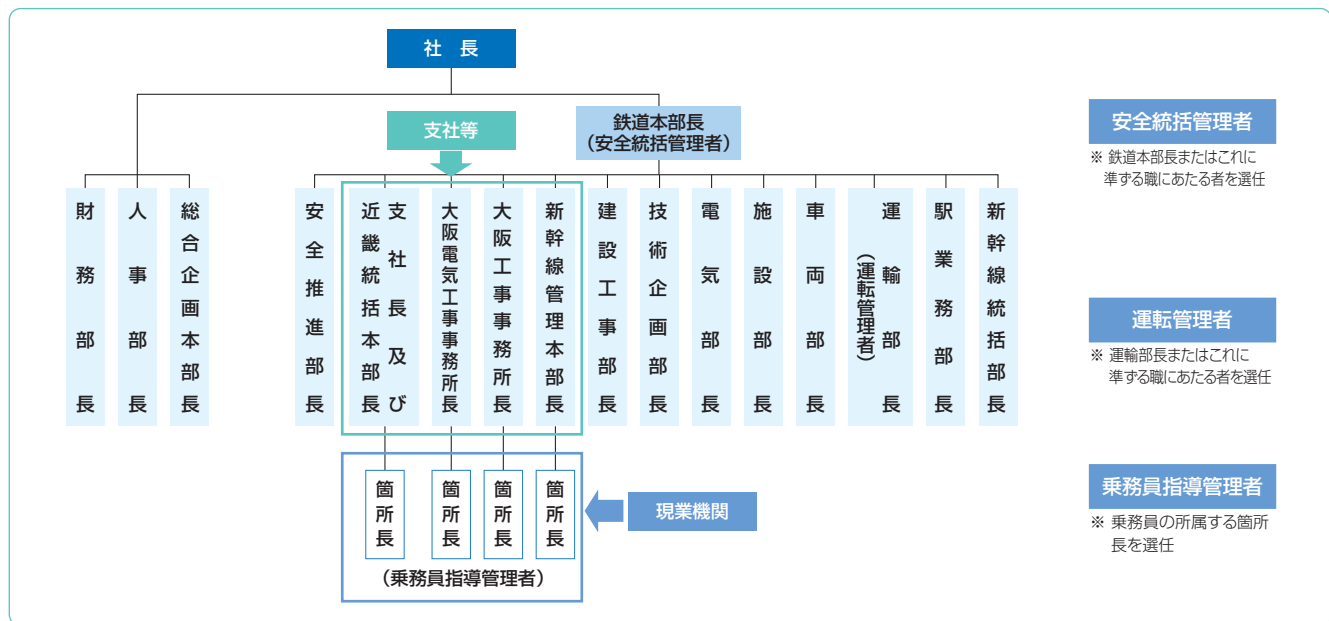 社 長
支社等
鉄道本部長
（安全統括管理者）
財務部長
人事部長
総合企画本部長
安全推進部長
支社長及び
近畿統括本部長
大阪電気工事事務所長
大阪工事事務所長
新幹線管理本部長
建設工事部長
技術企画部長
電気部長
施設部長
車両部長
運輸部長
（運転管理者）
駅業務部長
新幹線統括部長
箇所長
箇所長
箇所長
箇所長
（乗務員指導管理者）
現業機関
安全統括管理者
※ 鉄道本部長またはこれに
準ずる職にあたる者を選任
運転管理者
※ 運輸部長またはこれに
準ずる職にあたる者を選任
乗務員指導管理者
※ 乗務員の所属する箇所
長を選任